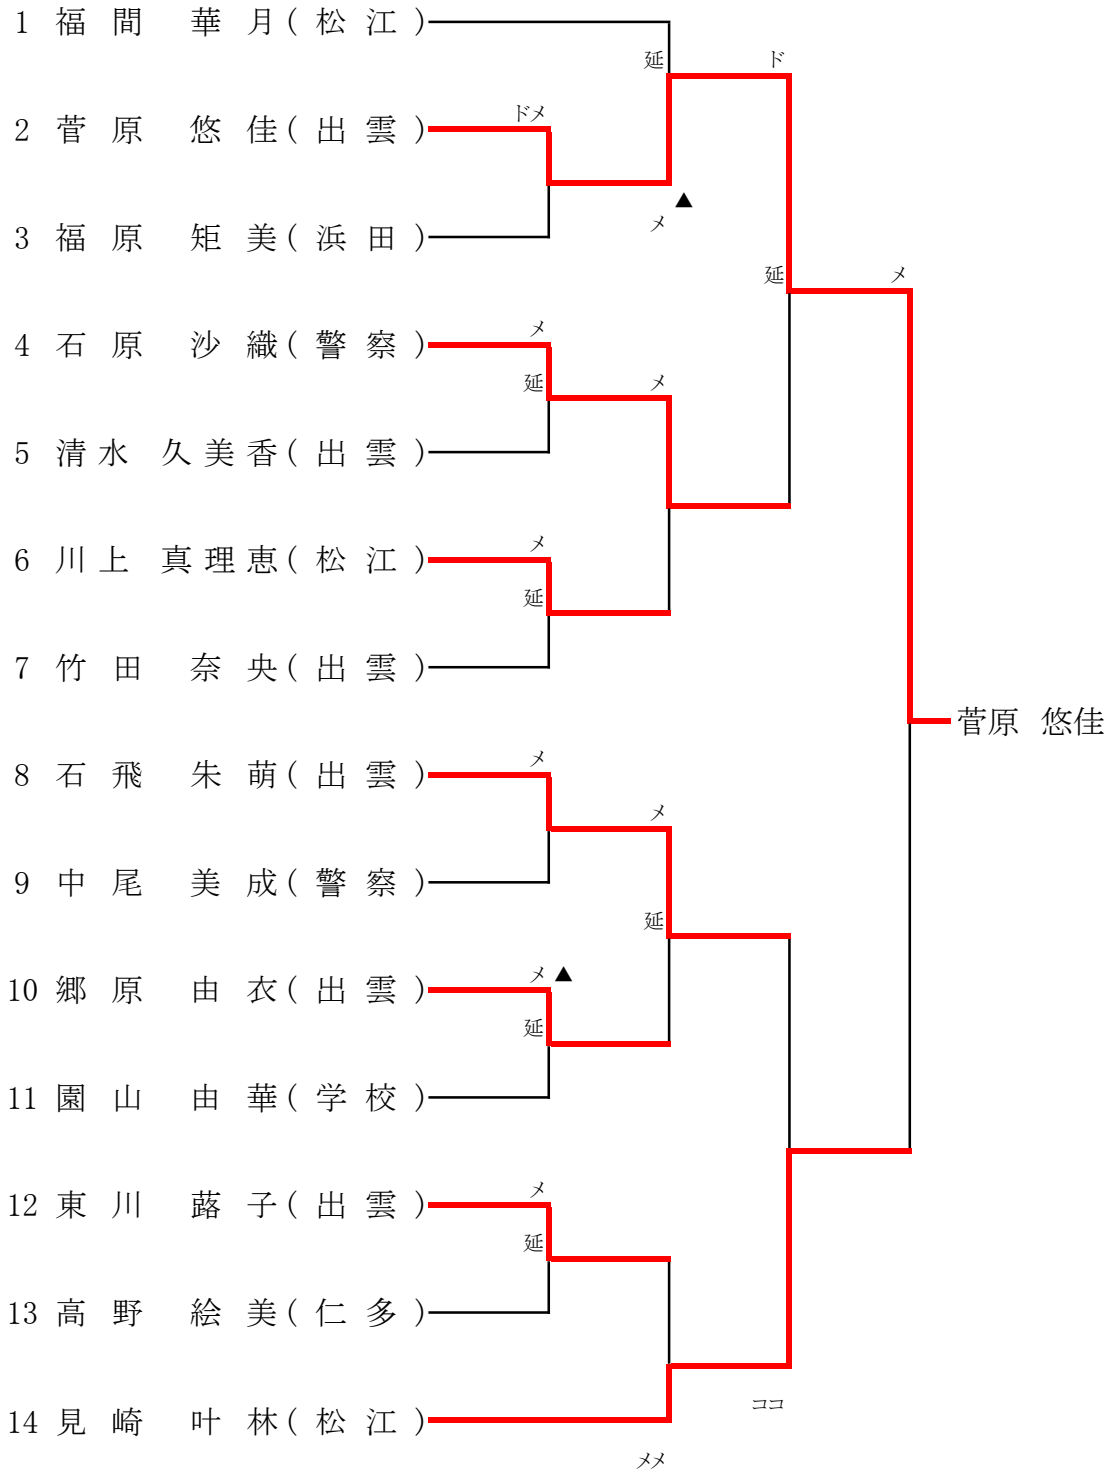 1 福間 華月(松江)
延
ド
ドメ
2 菅原 悠佳(出雲)
▲
メ
3 福原 矩美(浜田)
延
メ
メ
4 石原 沙織(警察)
延
メ
5 清水 久美香(出雲)
メ
6 川上 真理恵(松江)
延
7 竹田 奈央(出雲)
菅原 悠佳
メ
8 石飛 朱萌(出雲)
メ
9 中尾 美成(警察)
延
メ ▲
10 郷原 由衣(出雲)
延
11 園山 由華(学校)
メ
12 東川 蕗子(出雲)
延
13 高野 絵美(仁多)
ココ
14 見崎 叶林(松江)
メメ